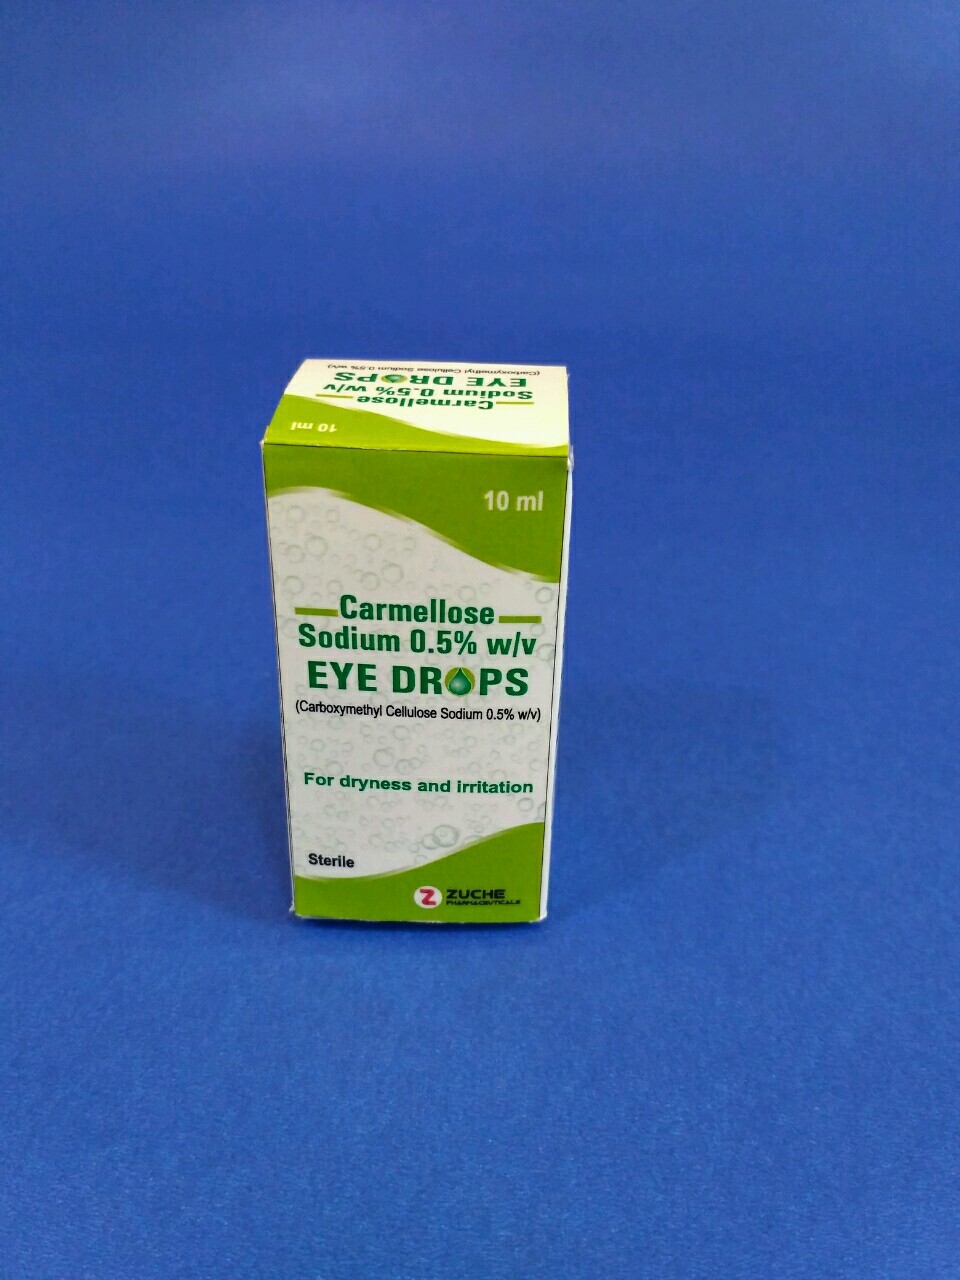 (Carboxymethyl Cellulose Sodium 0.5% w/v)
EYE DROPS
Sodium 0.5% w/v
Carmellose
10 ml
10 ml
Carmellose
Sodium 0.5% w/v
EYE DROPS
(Carboxymethyl Cellulose Sodium 0.5% w/v)
For dryness and irritation
Sterile
Z ZUCHE
PHARMACEUTICALS